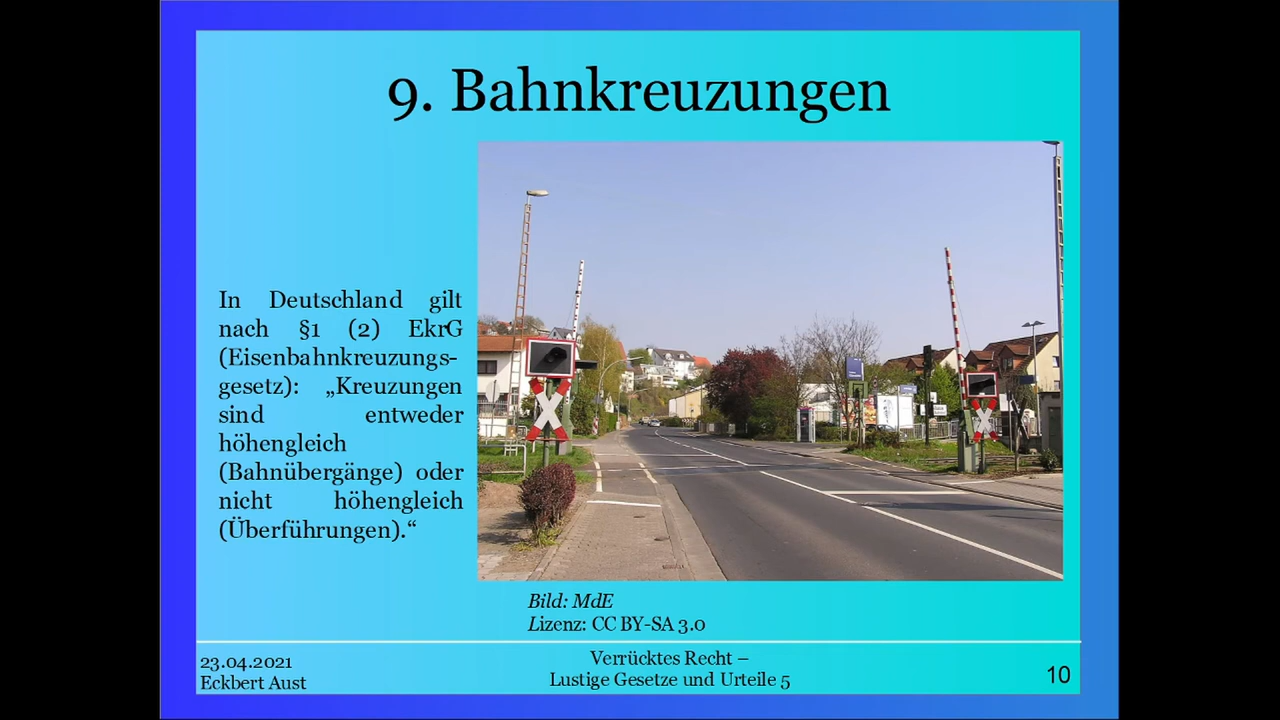 9. Bahnkreuzungen
In Deutschland gilt
nach §1 (2) EkrG
(Eisenbahnkreuzungs-
gesetz): „Kreuzungen
sind entweder
höhengleich
(Bahnübergänge) oder
nicht höhengleich
(Überführungen).“
Bild: MdE
Lizenz: CC BY-SA 3.0
23.04.2021
Eckbert Aust
Verrücktes Recht –
Lustige Gesetze und Urteile 5
10